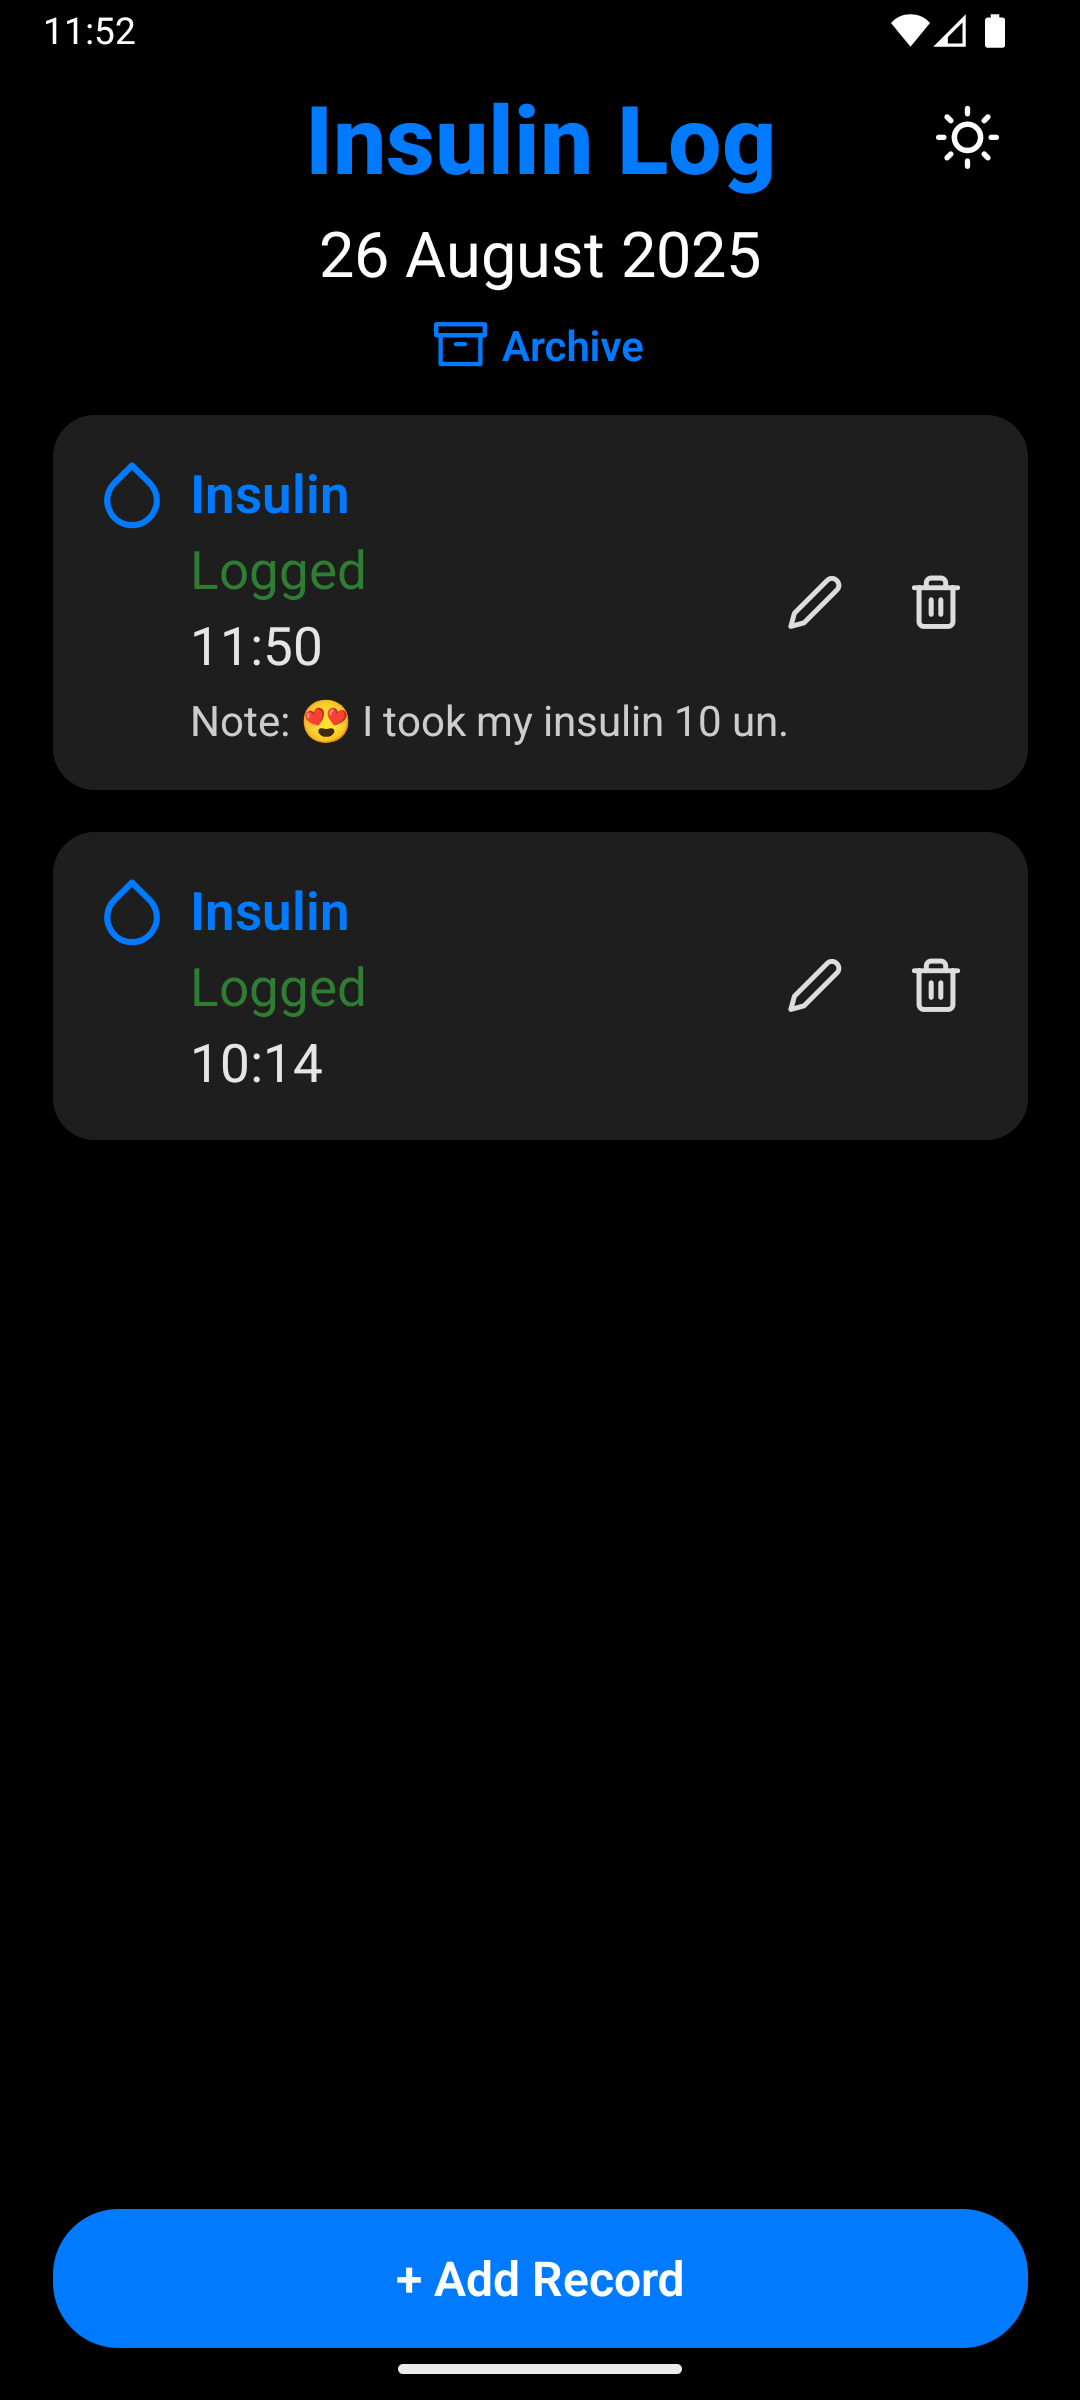 11:52
Insulin Log
26 August 2025
Archive
Insulin
Logged
11:50
Note: 😍 I took my insulin 10 un.
Insulin
Logged
10:14
+ Add Record